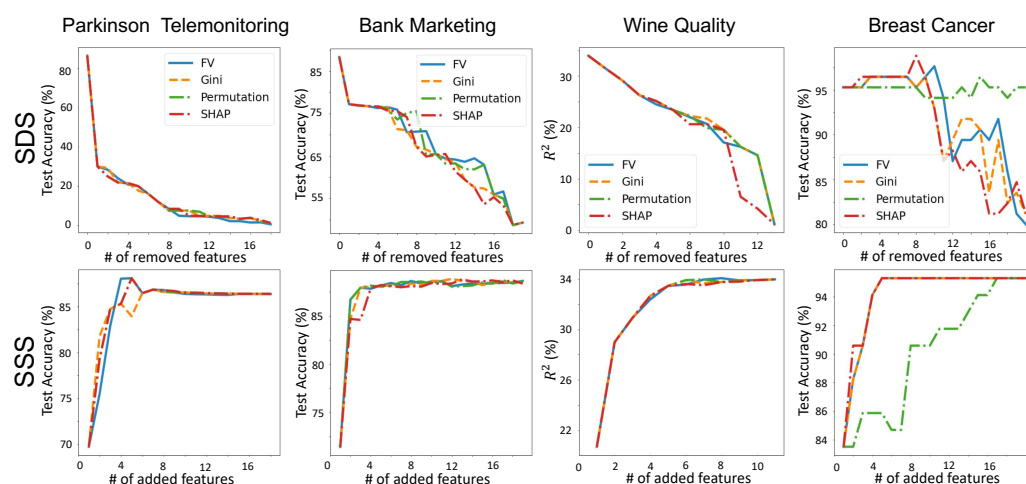 Parkinson Telemonitoring
Bank Marketing
Wine Quality
Breast Cancer
SDS
Test Accuracy (%)
80
60
40
20
0
FV
Gini
Permutation
SHAP
0
4
8
12
16
# of removed features
Test Accuracy (%)
85
75
65
55
FV
Gini
Permutation
SHAP
0
4
8
12
16
# of removed features
R² (%)
30
20
10
0
FV
Gini
Permutation
SHAP
0
3
6
9
12
# of removed features
Test Accuracy (%)
95
90
85
80
FV
Gini
Permutation
SHAP
0
4
8
12
16
# of removed features
SSS
Test Accuracy (%)
85
80
75
70
0
4
8
12
16
# of added features
Test Accuracy (%)
85
80
75
0
4
8
12
16
# of added features
R² (%)
34
30
26
22
0
2
4
6
8
10
# of added features
Test Accuracy (%)
94
92
90
88
86
84
0
4
8
12
16
# of added features